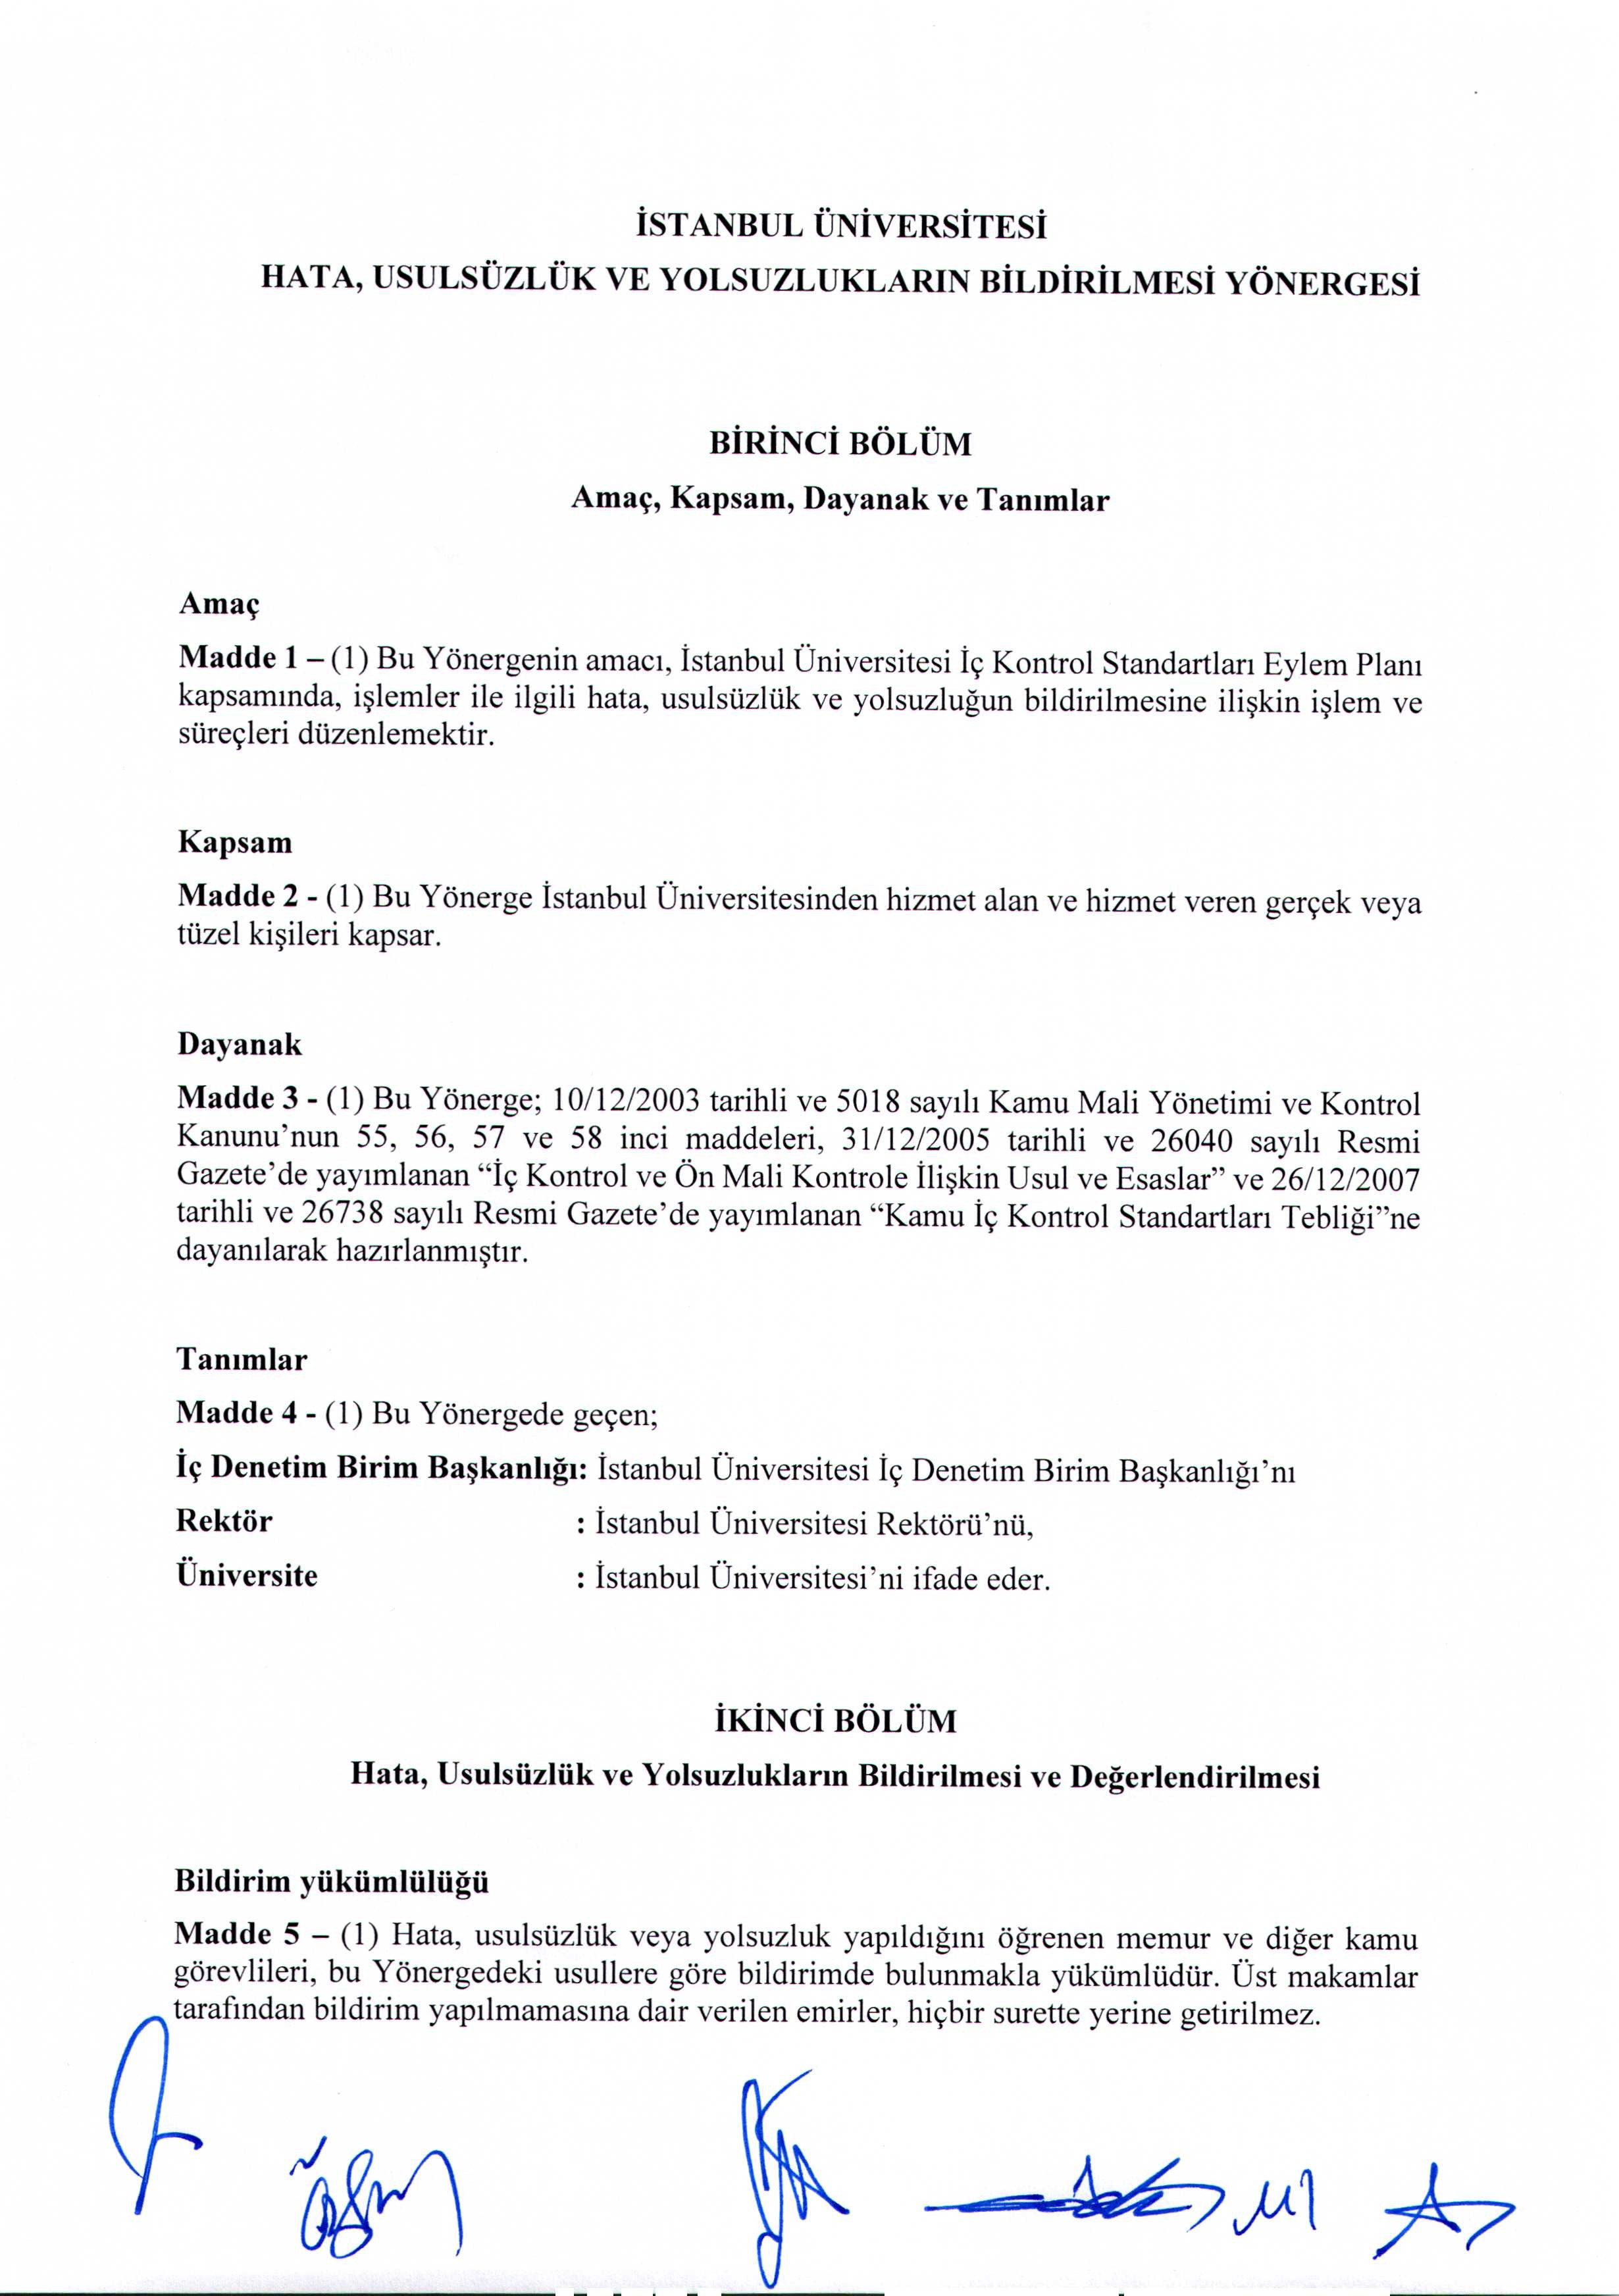 İSTANBUL ÜNİVERSİTESİ
HATA, USULSÜZLÜK VE YOLSUZLUKLARIN BİLDİRİLMESİ YÖNERGESİ
BİRİNCİ BÖLÜM
Amaç, Kapsam, Dayanak ve Tanımlar
Amaç
Madde 1 – (1) Bu Yönergenin amacı, İstanbul Üniversitesi İç Kontrol Standartları Eylem Planı
kapsamında, işlemler ile ilgili hata, usulsüzlük ve yolsuzluğun bildirilmesine ilişkin işlem ve
süreçleri düzenlemektir.
Kapsam
Madde 2 - (1) Bu Yönerge İstanbul Üniversitesinden hizmet alan ve hizmet veren gerçek veya
tüzel kişileri kapsar.
Dayanak
Madde 3 - (1) Bu Yönerge; 10/12/2003 tarihli ve 5018 sayılı Kamu Mali Yönetimi ve Kontrol
Kanunu’nun 55, 56, 57 ve 58 inci maddeleri, 31/12/2005 tarihli ve 26040 sayılı Resmi
Gazete’de yayımlanan “İç Kontrol ve Ön Mali Kontrole İlişkin Usul ve Esaslar” ve 26/12/2007
tarihli ve 26738 sayılı Resmi Gazete’de yayımlanan “Kamu İç Kontrol Standartları Tebliği”ne
dayanılarak hazırlanmıştır.
Tanımlar
Madde 4 - (1) Bu Yönergede geçen;
İç Denetim Birim Başkanlığı: İstanbul Üniversitesi İç Denetim Birim Başkanlığı’nı
Rektör : İstanbul Üniversitesi Rektörü’nü,
Üniversite : İstanbul Üniversitesi’ni ifade eder.
İKİNCİ BÖLÜM
Hata, Usulsüzlük ve Yolsuzlukların Bildirilmesi ve Değerlendirilmesi
Bildirim yükümlülüğü
Madde 5 – (1) Hata, usulsüzlük veya yolsuzluk yapıldığını öğrenen memur ve diğer kamu
görevlileri, bu Yönergedeki usullere göre bildirimde bulunmakla yükümlüdür. Üst makamlar
tarafından bildirim yapılmamasına dair verilen emirler, hiçbir surette yerine getirilmez.